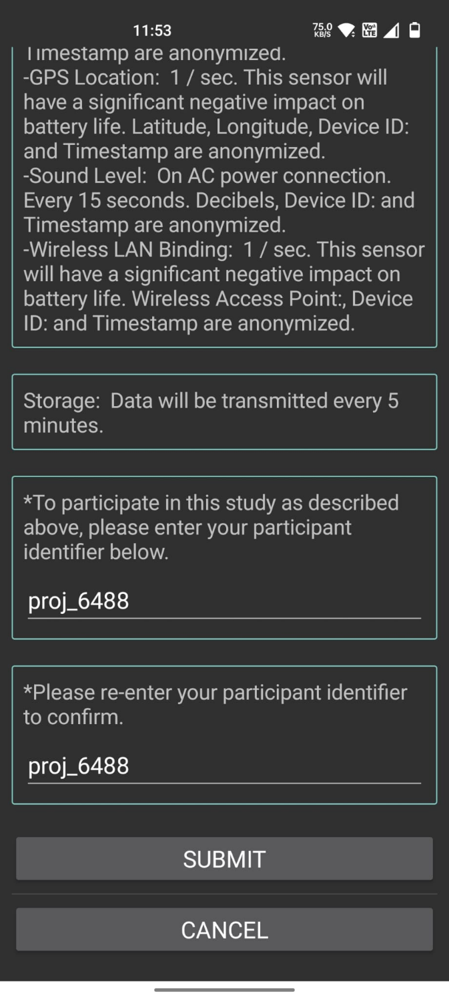 11:53
75.0
KB/S
Vo))
LTE
Timestamp are anonymized.
-GPS Location:  1 / sec. This sensor will
have a significant negative impact on
battery life. Latitude, Longitude, Device ID:
and Timestamp are anonymized.
-Sound Level:  On AC power connection.
Every 15 seconds. Decibels, Device ID: and
Timestamp are anonymized.
-Wireless LAN Binding:  1 / sec. This sensor
will have a significant negative impact on
battery life. Wireless Access Point:, Device
ID: and Timestamp are anonymized.
Storage:  Data will be transmitted every 5
minutes.
*To participate in this study as described
above, please enter your participant
identifier below.
proj_6488
*Please re-enter your participant identifier
to confirm.
proj_6488
SUBMIT
CANCEL